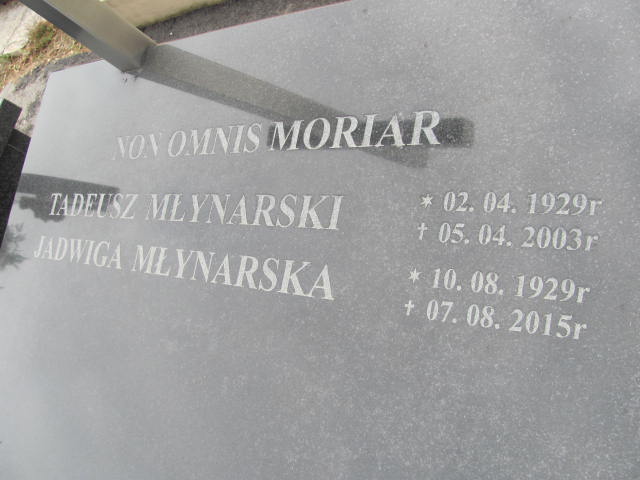 NON OMNIS MORIAR
TADEUSZ MŁYNARSKI * 02. 04. 1929r
† 05. 04. 2003r
JADWIGA MŁYNARSKA * 10. 08. 1929r
† 07. 08. 2015r